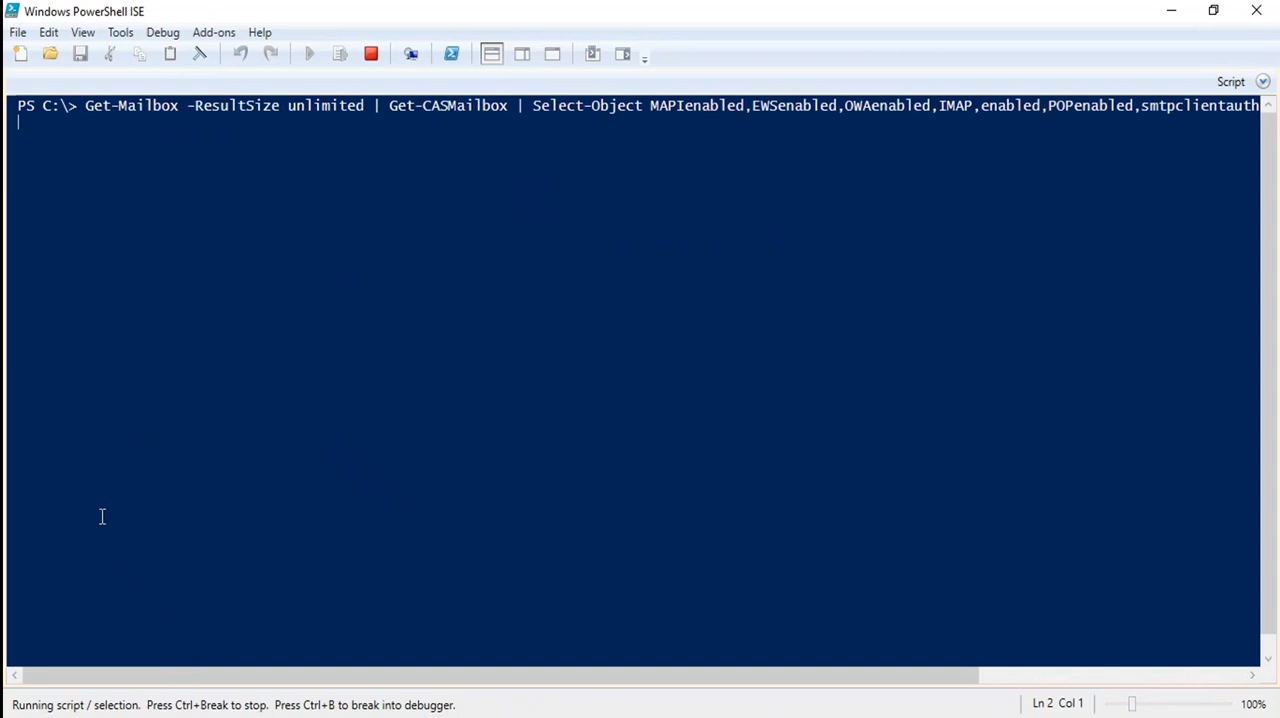 Windows PowerShell ISE
File Edit View Tools Debug Add-ons Help
Script
PS C:\> Get-Mailbox -ResultSize unlimited | Get-CASMailbox | Select-Object MAPIenabled,EWSenabled,OWAenabled,IMAP,enabled,POPenabled,smtpclientauth
Running script / selection. Press Ctrl+Break to stop. Press Ctrl+B to break into debugger.
Ln 2 Col 1
100%